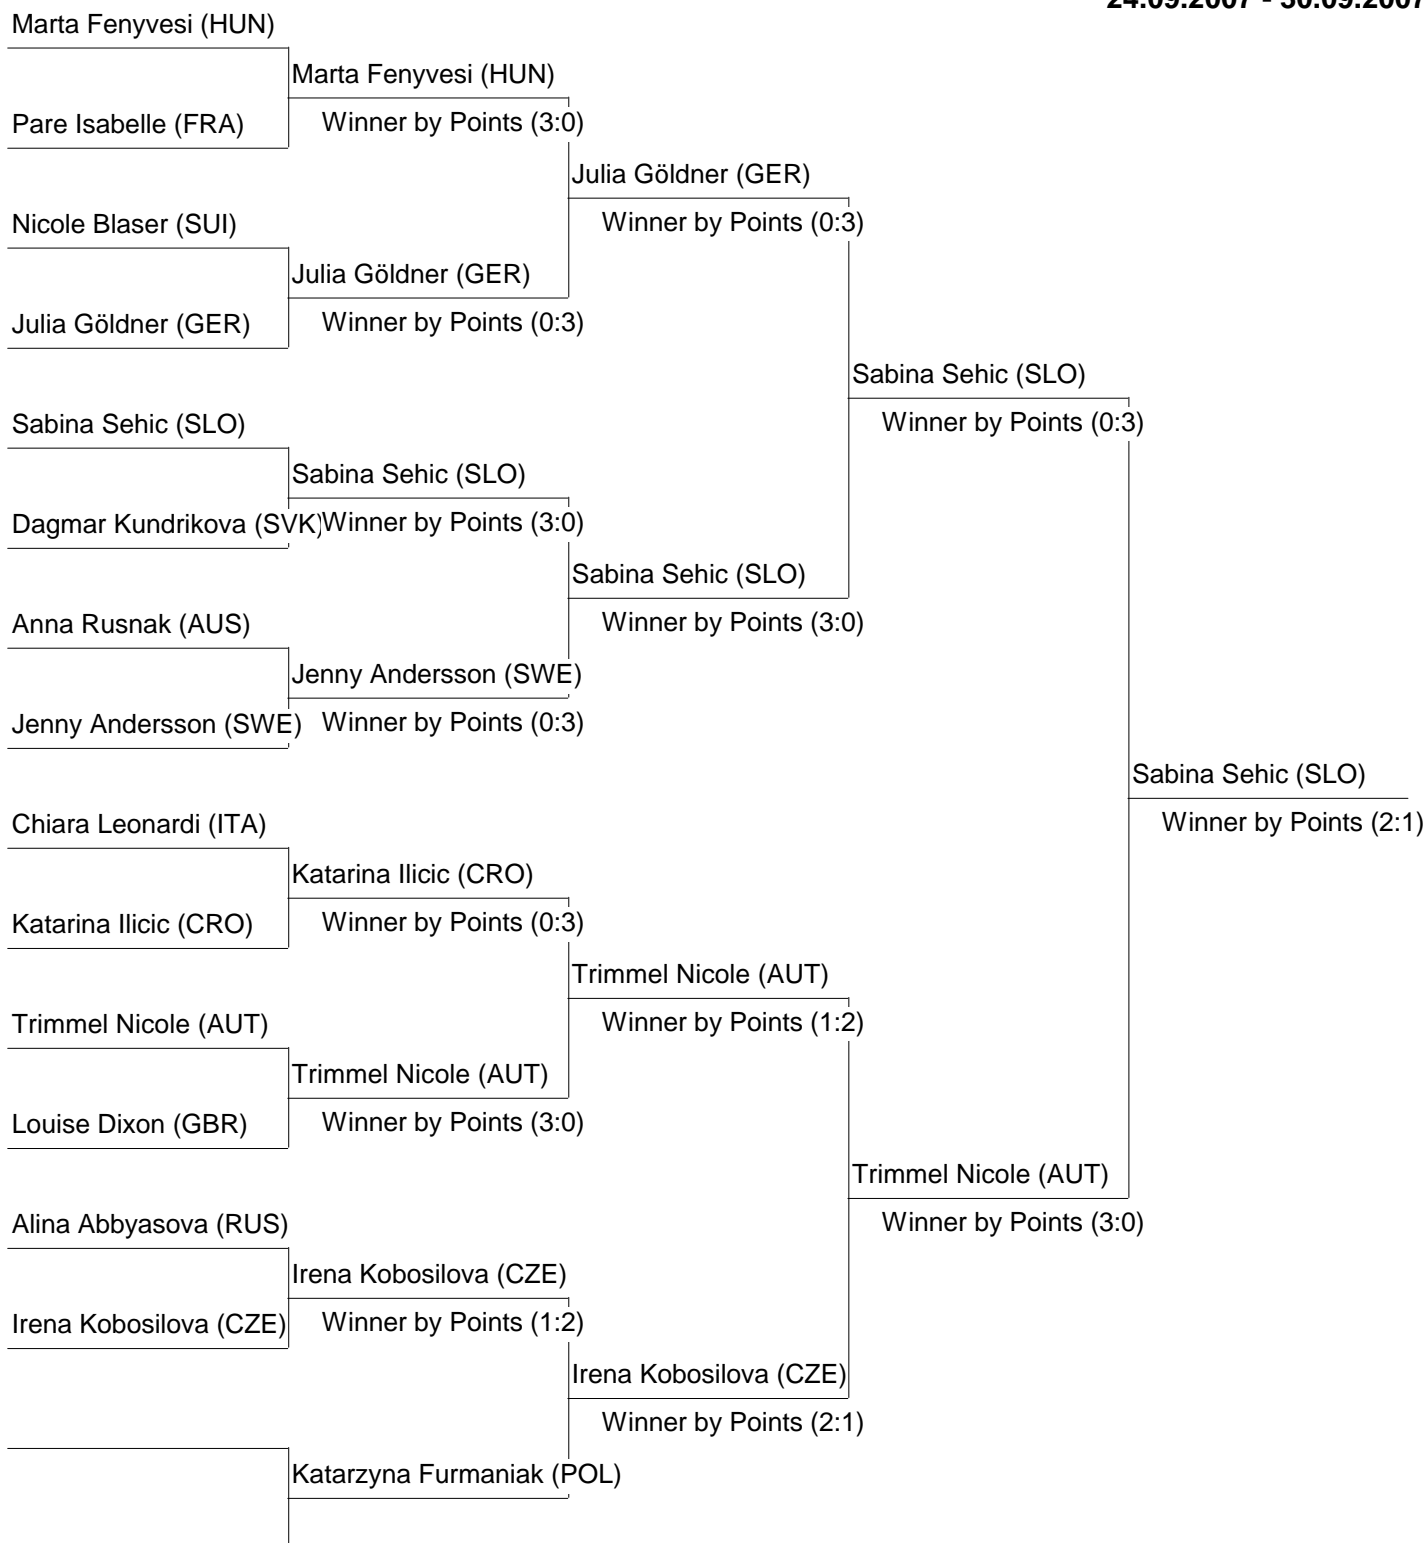 24.09.2007 - 30.09.2007
Marta Fenyvesi (HUN)
Marta Fenyvesi (HUN)
Pare Isabelle (FRA)
Winner by Points (3:0)
Julia Göldner (GER)
Nicole Blaser (SUI)
Winner by Points (0:3)
Julia Göldner (GER)
Julia Göldner (GER)
Winner by Points (0:3)
Sabina Sehic (SLO)
Sabina Sehic (SLO)
Winner by Points (0:3)
Sabina Sehic (SLO)
Dagmar Kundrikova (SVK)
Winner by Points (3:0)
Sabina Sehic (SLO)
Anna Rusnak (AUS)
Winner by Points (3:0)
Jenny Andersson (SWE)
Jenny Andersson (SWE)
Winner by Points (0:3)
Sabina Sehic (SLO)
Chiara Leonardi (ITA)
Winner by Points (2:1)
Katarina Ilicic (CRO)
Katarina Ilicic (CRO)
Winner by Points (0:3)
Trimmel Nicole (AUT)
Trimmel Nicole (AUT)
Winner by Points (1:2)
Trimmel Nicole (AUT)
Louise Dixon (GBR)
Winner by Points (3:0)
Trimmel Nicole (AUT)
Alina Abbyasova (RUS)
Winner by Points (3:0)
Irena Kobosilova (CZE)
Irena Kobosilova (CZE)
Winner by Points (1:2)
Irena Kobosilova (CZE)
Winner by Points (2:1)
Katarzyna Furmaniak (POL)